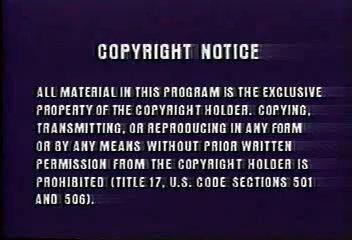 COPYRIGHT NOTICE
ALL MATERIAL IN THIS PROGRAM IS THE EXCLUSIVE
PROPERTY OF THE COPYRIGHT HOLDER. COPYING,
TRANSMITTING, OR REPRODUCING IN ANY FORM
OR BY ANY MEANS WITHOUT PRIOR WRITTEN
PERMISSION FROM THE COPYRIGHT HOLDER IS
PROHIBITED (TITLE 17, U.S. CODE SECTIONS 501
AND 506).